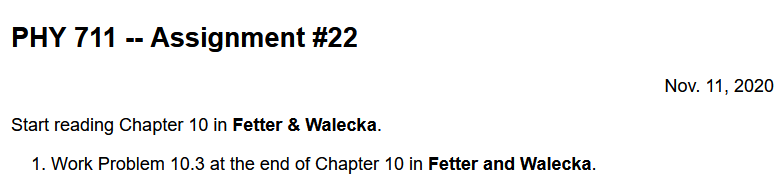 PHY 711 -- Assignment #22
Nov. 11, 2020
Start reading Chapter 10 in Fetter & Walecka.
1. Work Problem 10.3 at the end of Chapter 10 in Fetter and Walecka.